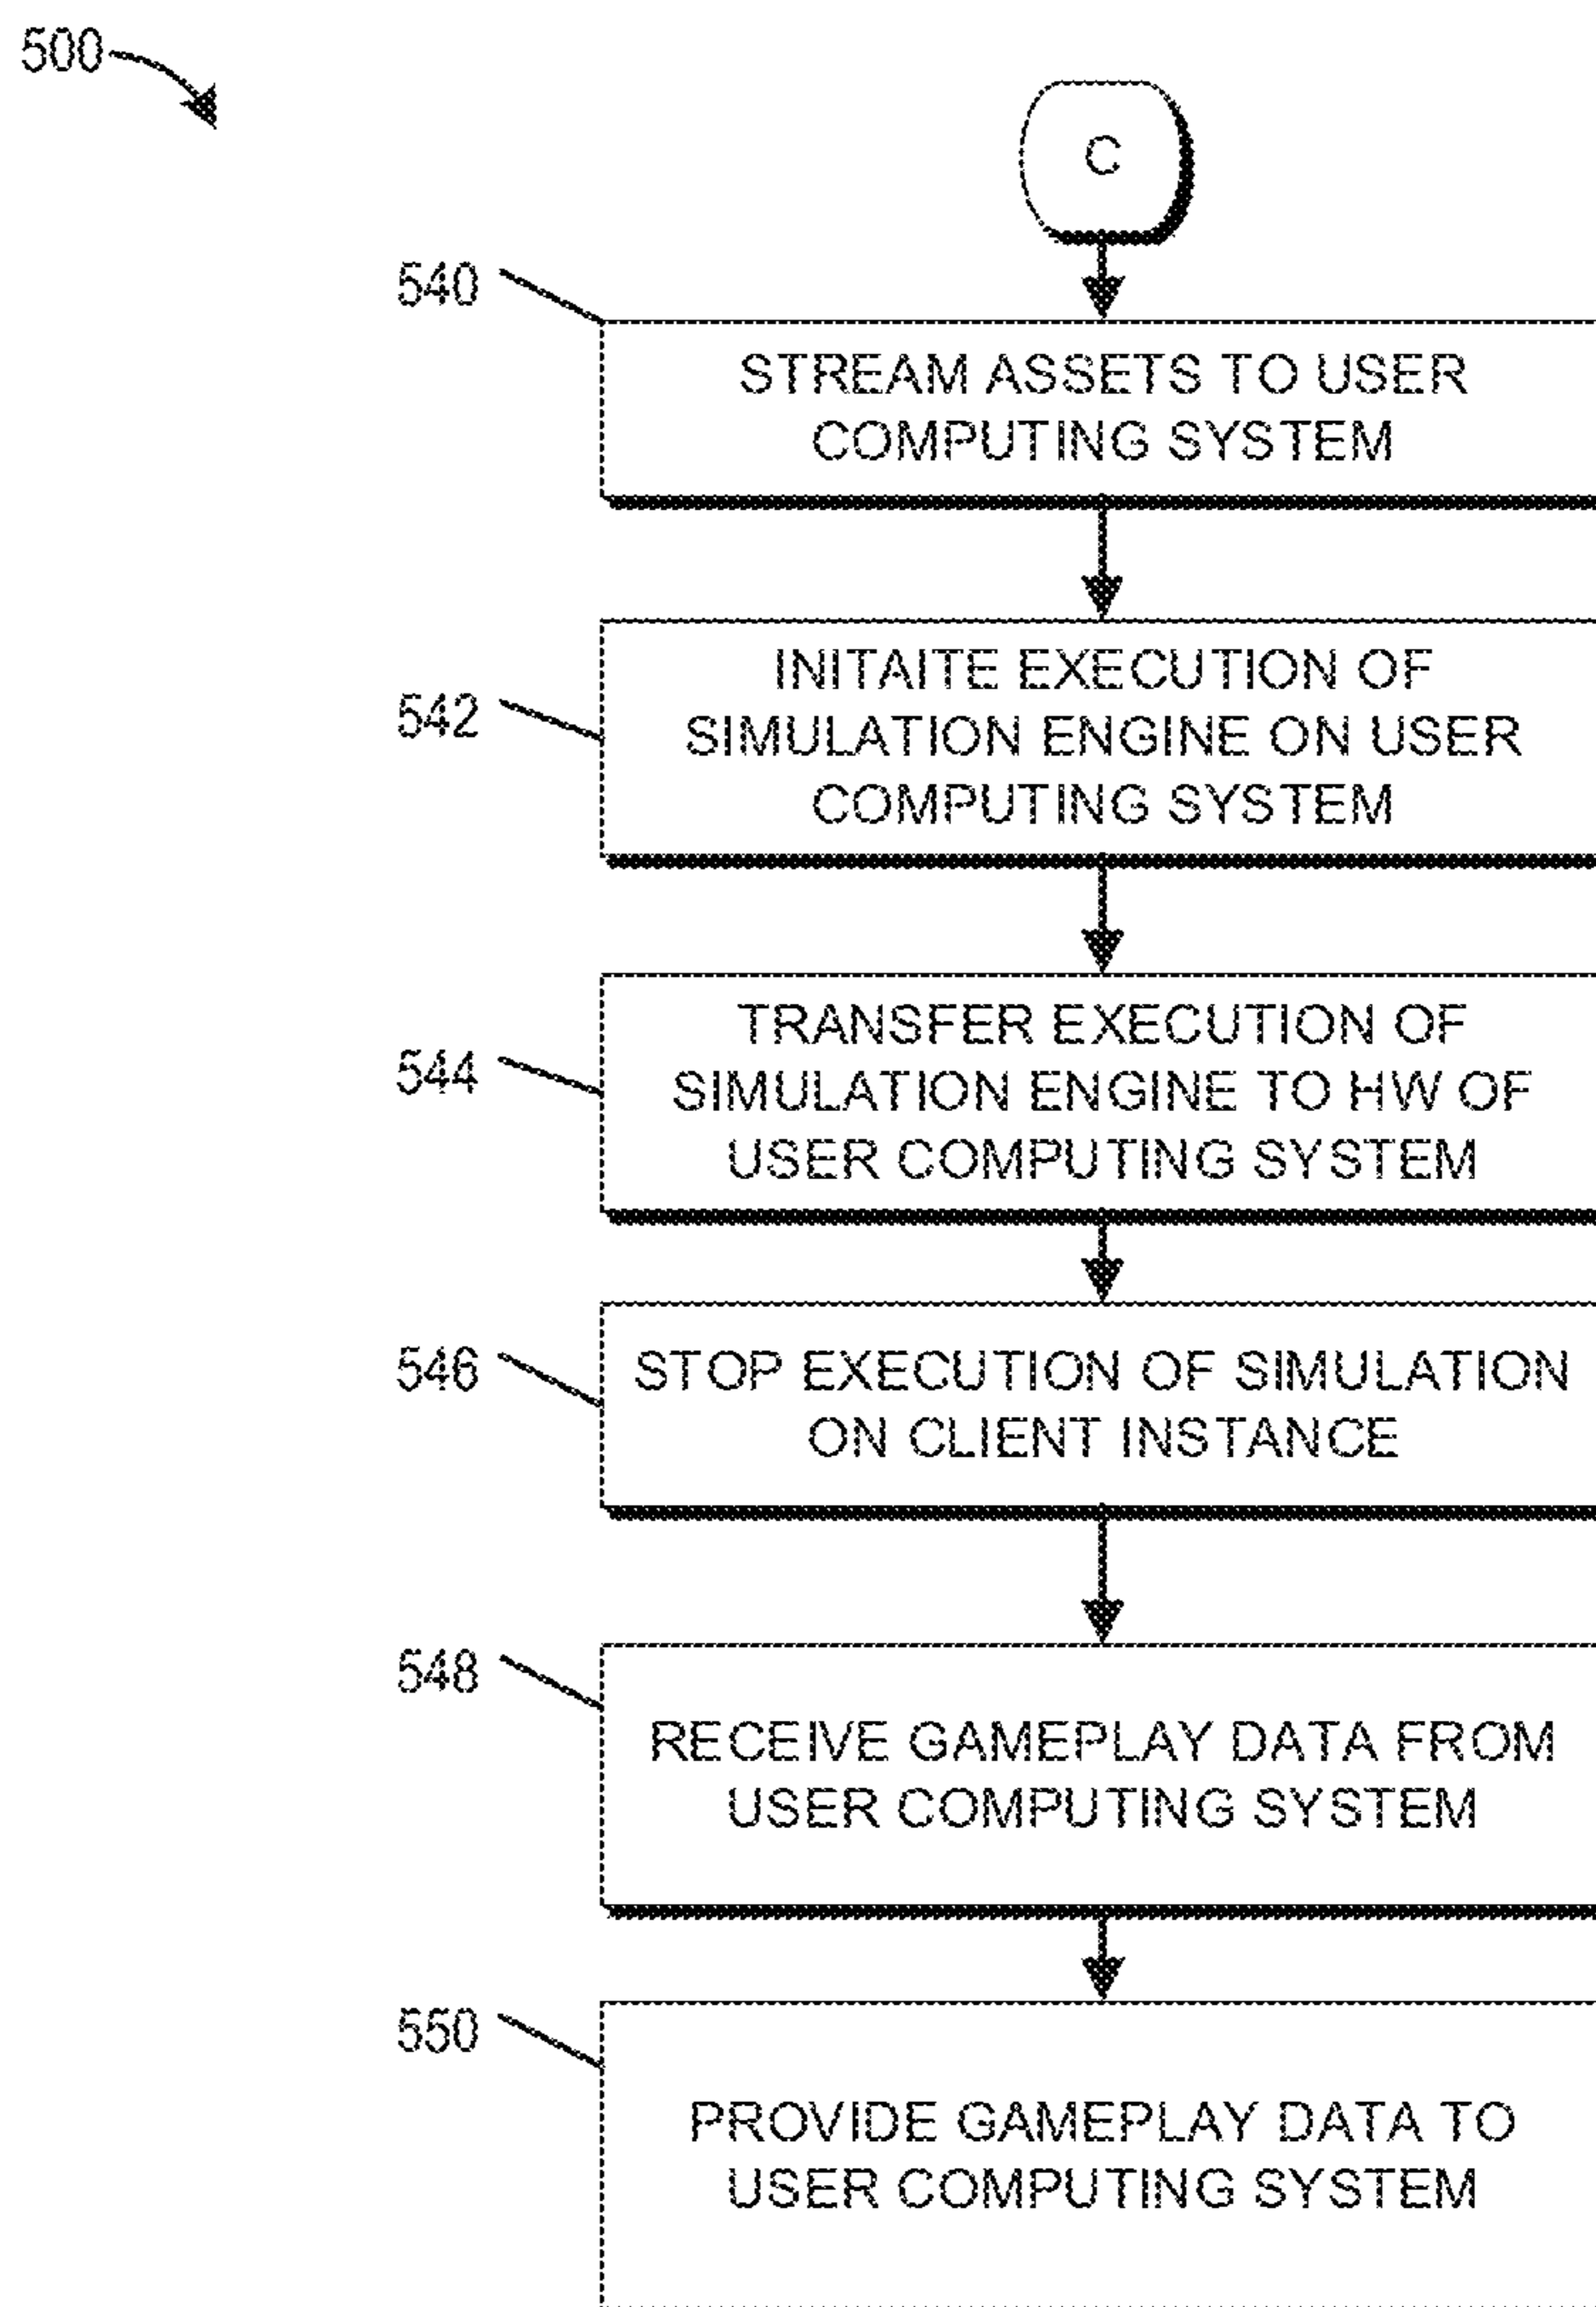 500
C
540
STREAM ASSETS TO USER
COMPUTING SYSTEM
542
INITAITE EXECUTION OF
SIMULATION ENGINE ON USER
COMPUTING SYSTEM
544
TRANSFER EXECUTION OF
SIMULATION ENGINE TO HW OF
USER COMPUTING SYSTEM
546
STOP EXECUTION OF SIMULATION
ON CLIENT INSTANCE
548
RECEIVE GAMEPLAY DATA FROM
USER COMPUTING SYSTEM
550
PROVIDE GAMEPLAY DATA TO
USER COMPUTING SYSTEM